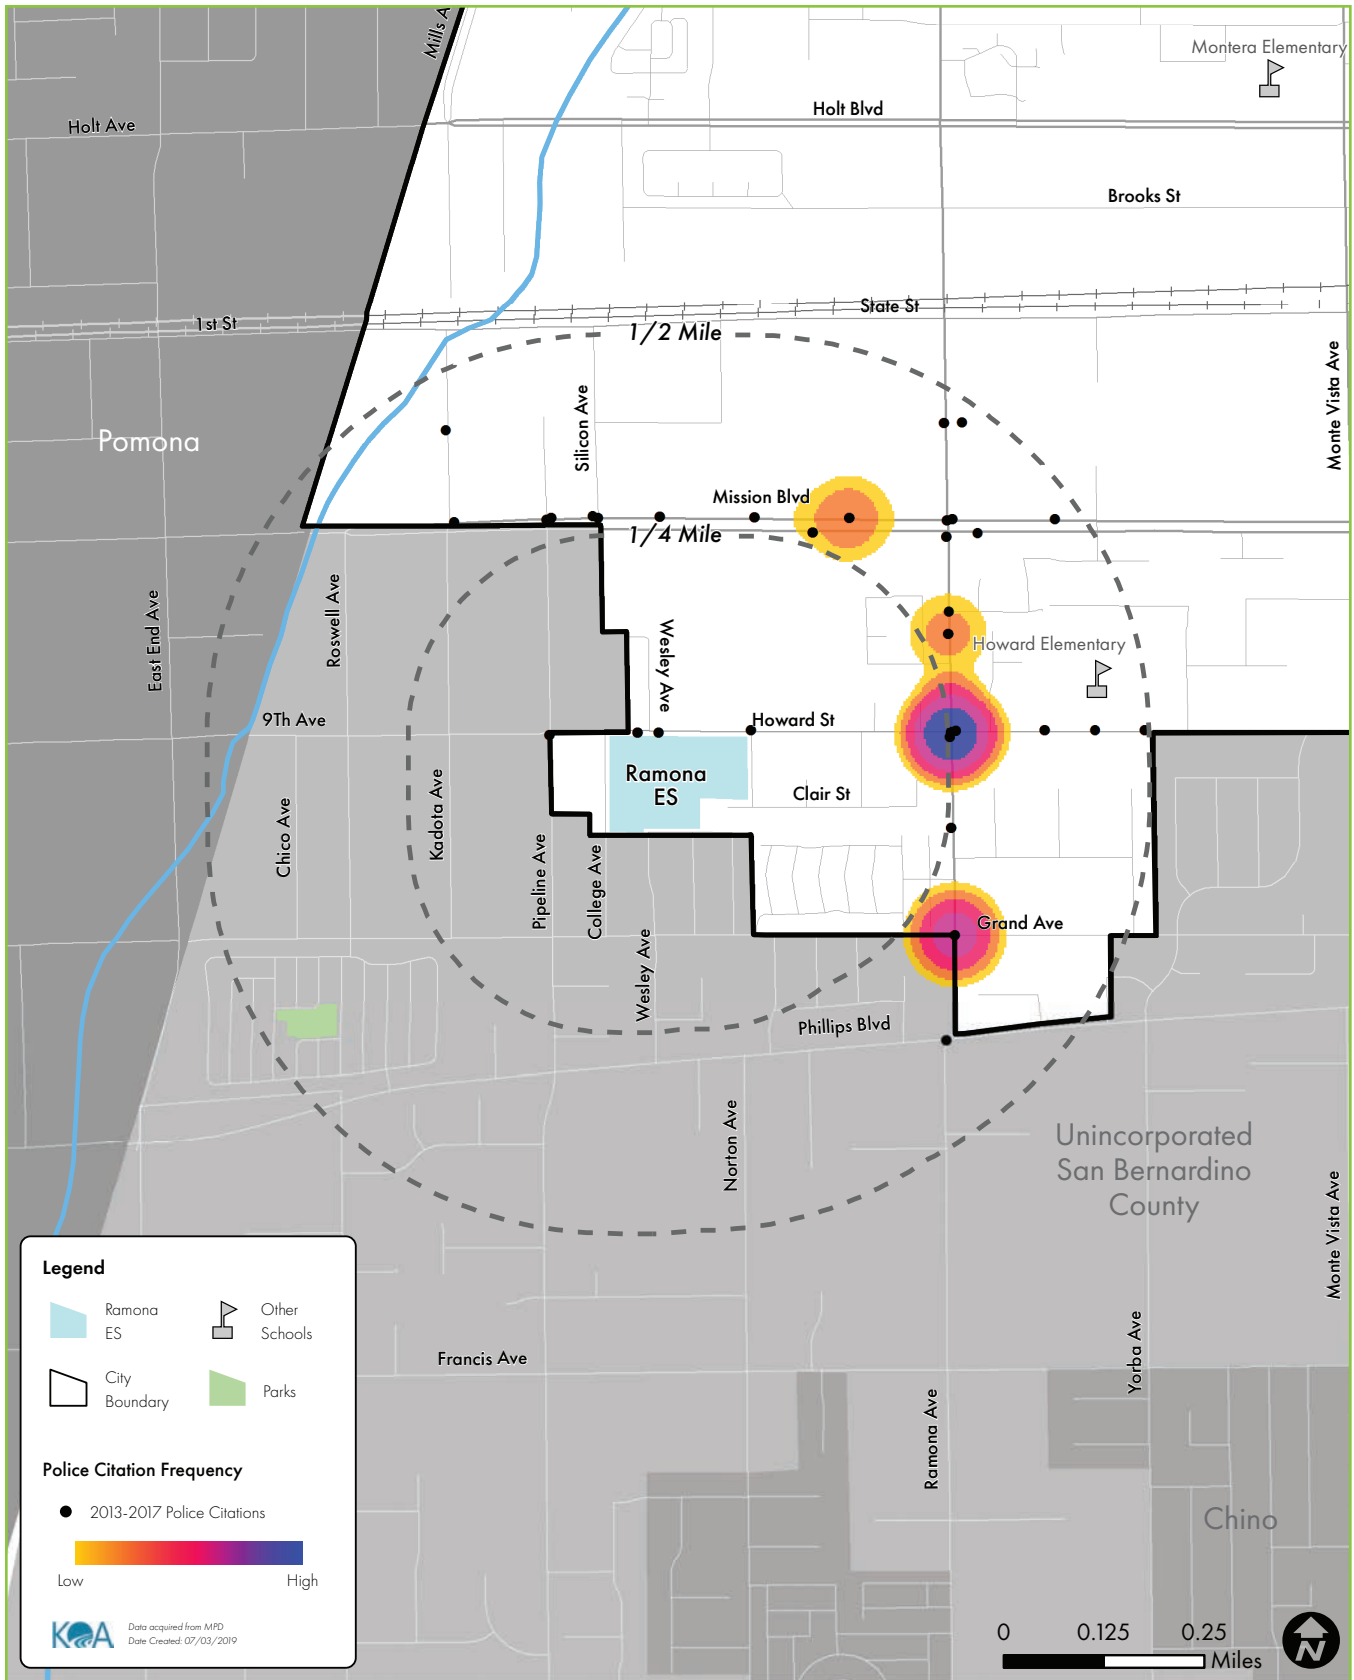 Mills A
Montera Elementary
Holt Ave
Holt Blvd
Brooks St
State St
1st St
1/2 Mile
Monte Vista Ave
Silicon Ave
Pomona
Mission Blvd
1/4 Mile
East End Ave
Roswell Ave
Wesley Ave
Howard Elementary
9Th Ave
Howard St
Ramona
ES
Clair St
Chico Ave
Kadota Ave
Pipeline Ave
College Ave
Grand Ave
Wesley Ave
Phillips Blvd
Norton Ave
Unincorporated
San Bernardino
County
Monte Vista Ave
Francis Ave
Yorba Ave
Ramona Ave
Chino
Legend
Ramona
ES
Other
Schools
City
Boundary
Parks
Police Citation Frequency
2013-2017 Police Citations
Low
High
KOA
Data acquired from MPD
Date Created: 07/03/2019
0
0.125
0.25
Miles
N